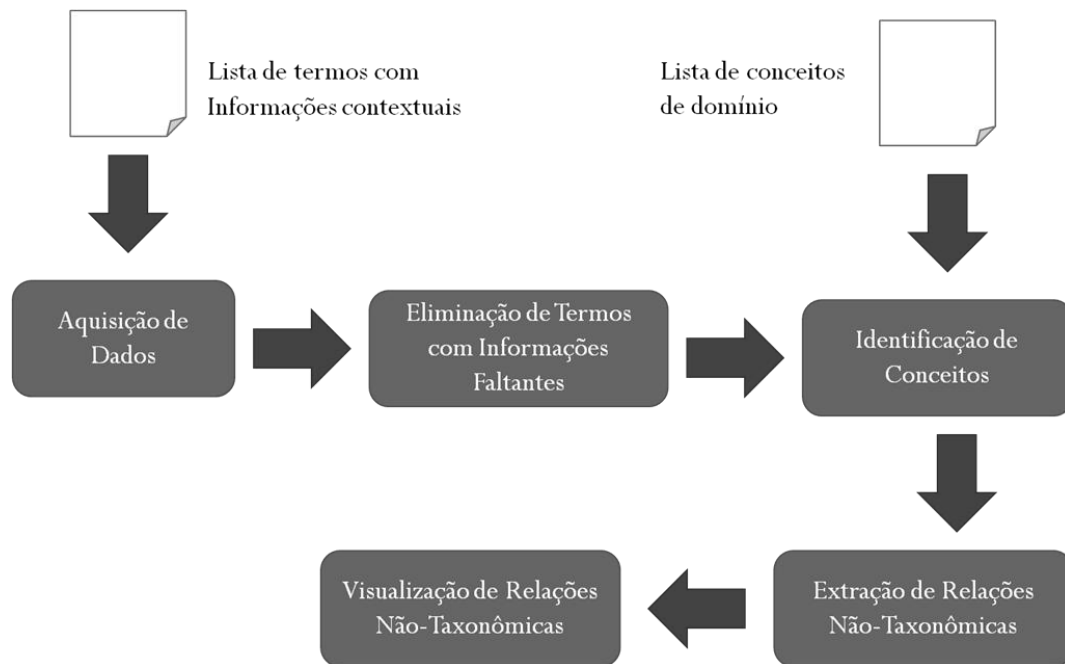 Lista de termos com
Informações contextuais
Lista de conceitos
de domínio
Aquisição de
Dados
Eliminação de Termos
com Informações
Faltantes
Identificação de
Conceitos
Visualização de Relações
Não-Taxonômicas
Extração de Relações
Não-Taxonômicas